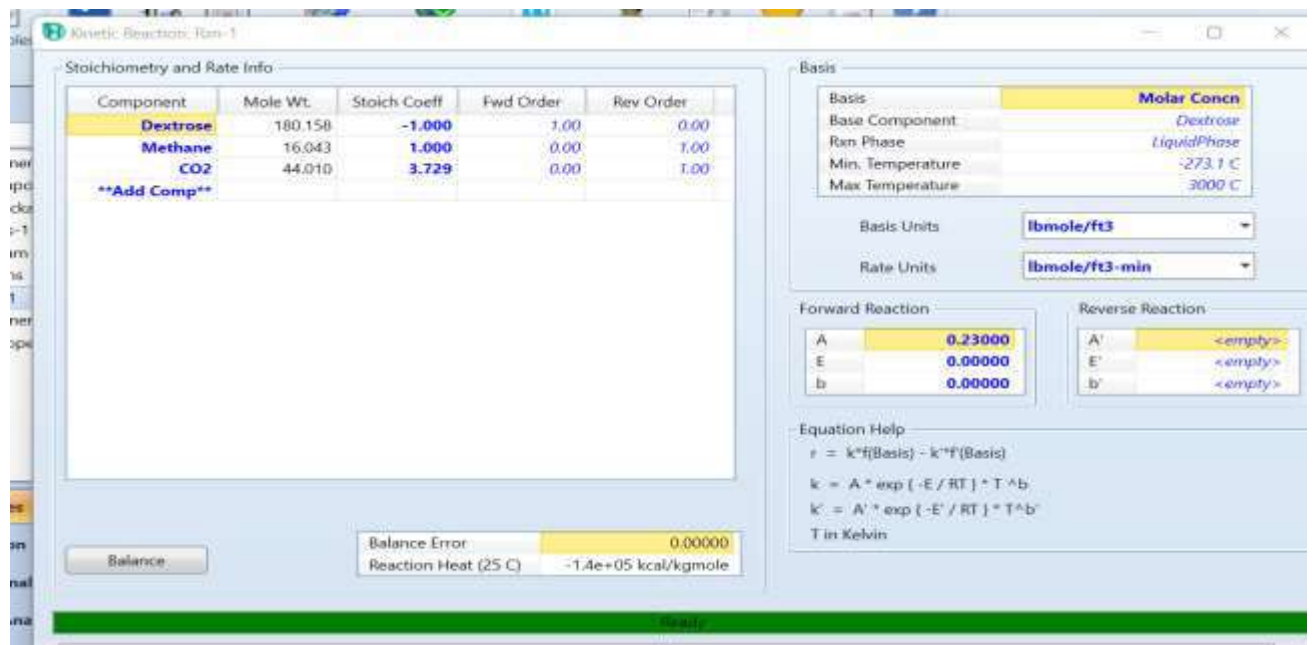 Kinetic Reaction: Rxn-1
Stoichiometry and Rate Info
Component Mole Wt. Stoich Coeff Fwd Order Rev Order
Dextrose 180.158 -1.000 1.00 0.00
Methane 16.043 1.000 0.00 1.00
CO2 44.010 3.729 0.00 1.00
**Add Comp**
Balance
Balance Error 0.00000
Reaction Heat (25 C) -1.4e+05 kcal/kgmole
Basis
Basis Molar Concn
Base Component Dextrose
Rxn Phase LiquidPhase
Min. Temperature -273.1 C
Max Temperature 3000 C
Basis Units lbmole/ft3
Rate Units lbmole/ft3-min
Forward Reaction
A 0.23000
E 0.00000
b 0.00000
Reverse Reaction
A' <empty>
E' <empty>
b' <empty>
Equation Help
r = k*f(Basis) - k'*f'(Basis)
k = A * exp { -E / RT } * T ^b
k' = A' * exp { -E' / RT } * T^b'
T in Kelvin
Ready